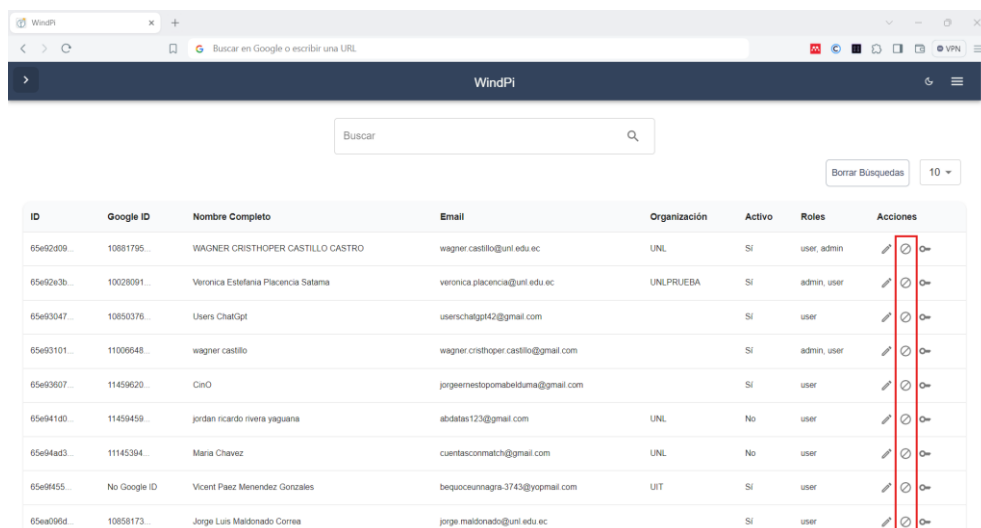 WindPi
Buscar en Google o escribir una URL
VPN
WindPi
Buscar
Borrar Búsquedas
10
ID Google ID Nombre Completo Email Organización Activo Roles Acciones
65e92d09... 10881795... WAGNER CRISTHOPER CASTILLO CASTRO wagner.castillo@unl.edu.ec UNL Sí user, admin
65e92e3b... 10028091... Veronica Estefania Placencia Satama veronica.placencia@unl.edu.ec UNLPRUEBA Sí admin, user
65e93047... 10850376... Users ChatGpt userschatgpt42@gmail.com Sí user
65e93101... 11006648... wagner castillo wagner.cristhoper.castillo@gmail.com Sí admin, user
65e93607... 11459620... CinO jorgeernestopomabelduma@gmail.com Sí user
65e941d0... 11459459... jordan ricardo rivera yaguana abdatas123@gmail.com UNL No user
65e94ad3... 11145394... Maria Chavez cuentasconmatch@gmail.com UNL No user
65e9f455... No Google ID Vicent Paez Menendez Gonzales bequoceunnagra-3743@yopmail.com UIT Sí user
65ea096d... 10858173... Jorge Luis Maldonado Correa jorge.maldonado@unl.edu.ec Sí user